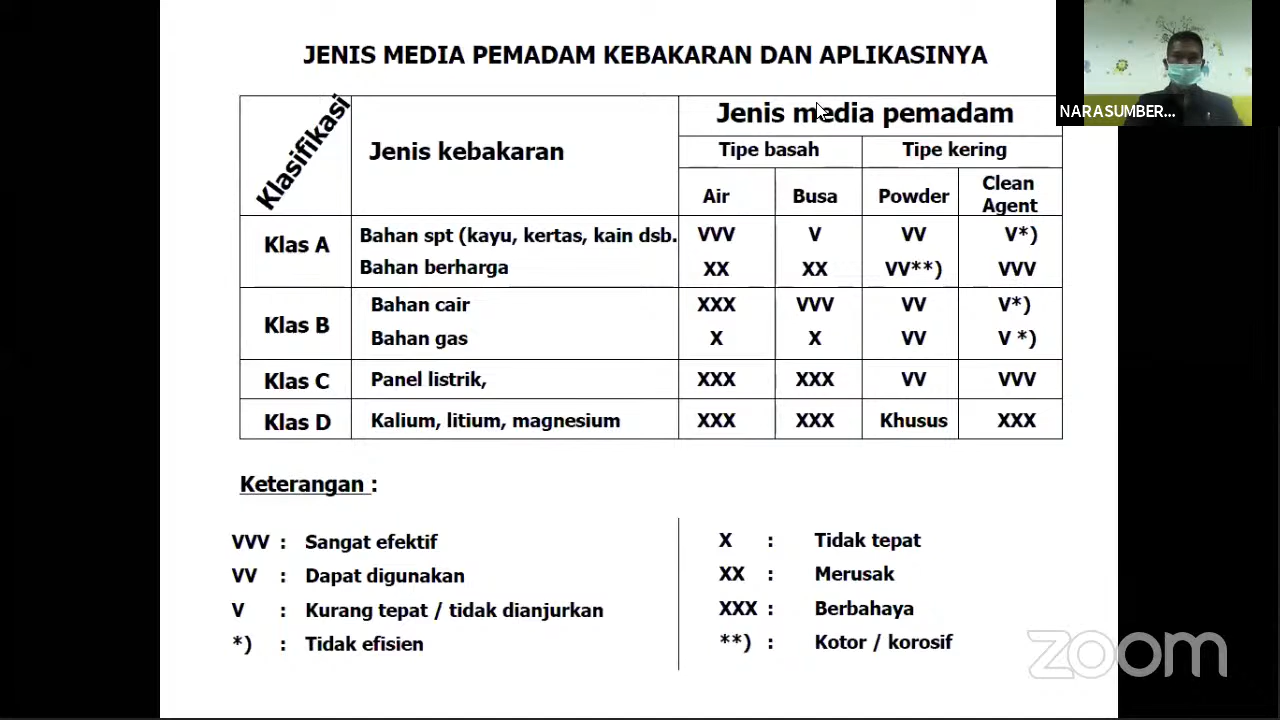 JENIS MEDIA PEMADAM KEBAKARAN DAN APLIKASINYA
NARASUMBER...
Klasifikasi
Jenis kebakaran
Jenis media pemadam
Tipe basah
Tipe kering
Air
Busa
Powder
Clean
Agent
Klas A
Bahan spt (kayu, kertas, kain dsb. VVV V VV V*)
Bahan berharga XX XX VV**) VVV
Klas B
Bahan cair XXX VVV VV V*)
Bahan gas X X VV V *)
Klas C Panel listrik, XXX XXX VV VVV
Klas D Kalium, litium, magnesium XXX XXX Khusus XXX
Keterangan :
VVV : Sangat efektif
VV : Dapat digunakan
V : Kurang tepat / tidak dianjurkan
*) : Tidak efisien
X : Tidak tepat
XX : Merusak
XXX : Berbahaya
**) : Kotor / korosif
zoom